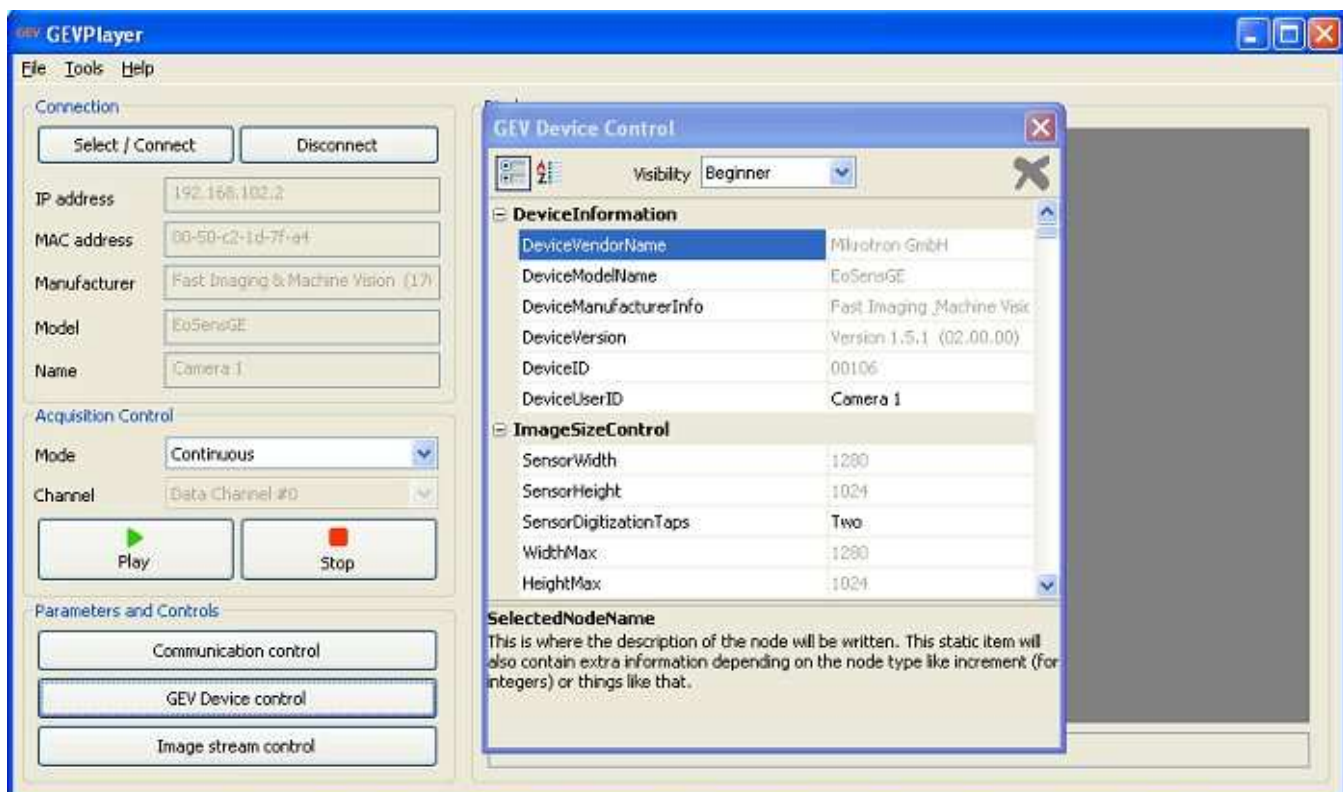 GEV GEVPlayer
File Tools Help
Connection
Select / Connect
Disconnect
IP address
192.168.102.2
MAC address
00-50-c2-1d-7f-a4
Manufacturer
Fast Imaging & Machine Vision (17
Model
EoSensGE
Name
Camera 1
Acquisition Control
Mode
Continuous
Channel
Data Channel #0
Play
Stop
Parameters and Controls
Communication control
GEV Device control
Image stream control
GEV Device Control
Visibility
Beginner
DeviceInformation
DeviceVendorName Mikrotron GmbH
DeviceModelName EoSensGE
DeviceManufacturerInfo Fast Imaging ,Machine Visic
DeviceVersion Version 1.5.1 (02.00.00)
DeviceID 00106
DeviceUserID Camera 1
ImageSizeControl
SensorWidth 1280
SensorHeight 1024
SensorDigitizationTaps Two
WidthMax 1280
HeightMax 1024
SelectedNodeName
This is where the description of the node will be written. This static item will
also contain extra information depending on the node type like increment (for
integers) or things like that.